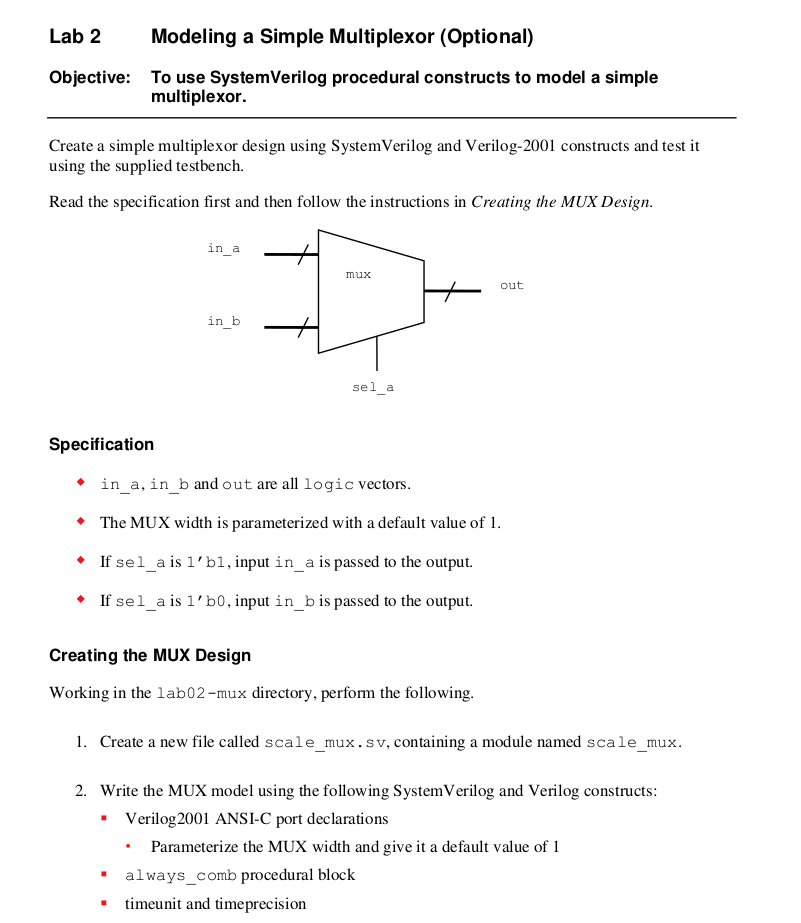 Lab 2 Modeling a Simple Multiplexor (Optional)
Objective: To use SystemVerilog procedural constructs to model a simple
multiplexor.
Create a simple multiplexor design using SystemVerilog and Verilog-2001 constructs and test it
using the supplied testbench.
Read the specification first and then follow the instructions in Creating the MUX Design.
in_a
mux
out
in_b
sel_a
Specification
in_a, in_b and out are all logic vectors.
The MUX width is parameterized with a default value of 1.
If sel_a is 1’b1, input in_a is passed to the output.
If sel_a is 1’b0, input in_b is passed to the output.
Creating the MUX Design
Working in the lab02-mux directory, perform the following.
1. Create a new file called scale_mux.sv, containing a module named scale_mux.
2. Write the MUX model using the following SystemVerilog and Verilog constructs:
Verilog2001 ANSI-C port declarations
Parameterize the MUX width and give it a default value of 1
always_comb procedural block
timeunit and timeprecision